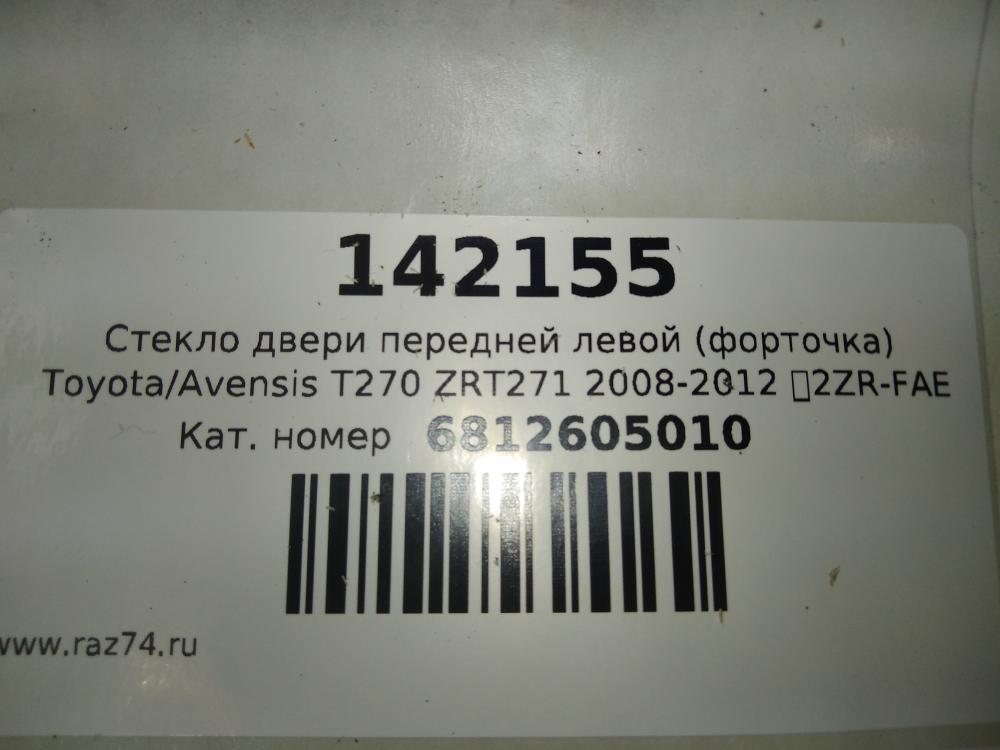 142155
Стекло двери передней левой (форточка)
Toyota/Avensis T270 ZRT271 2008-2012 ▯2ZR-FAE
Кат. номер 6812605010
www.raz74.ru